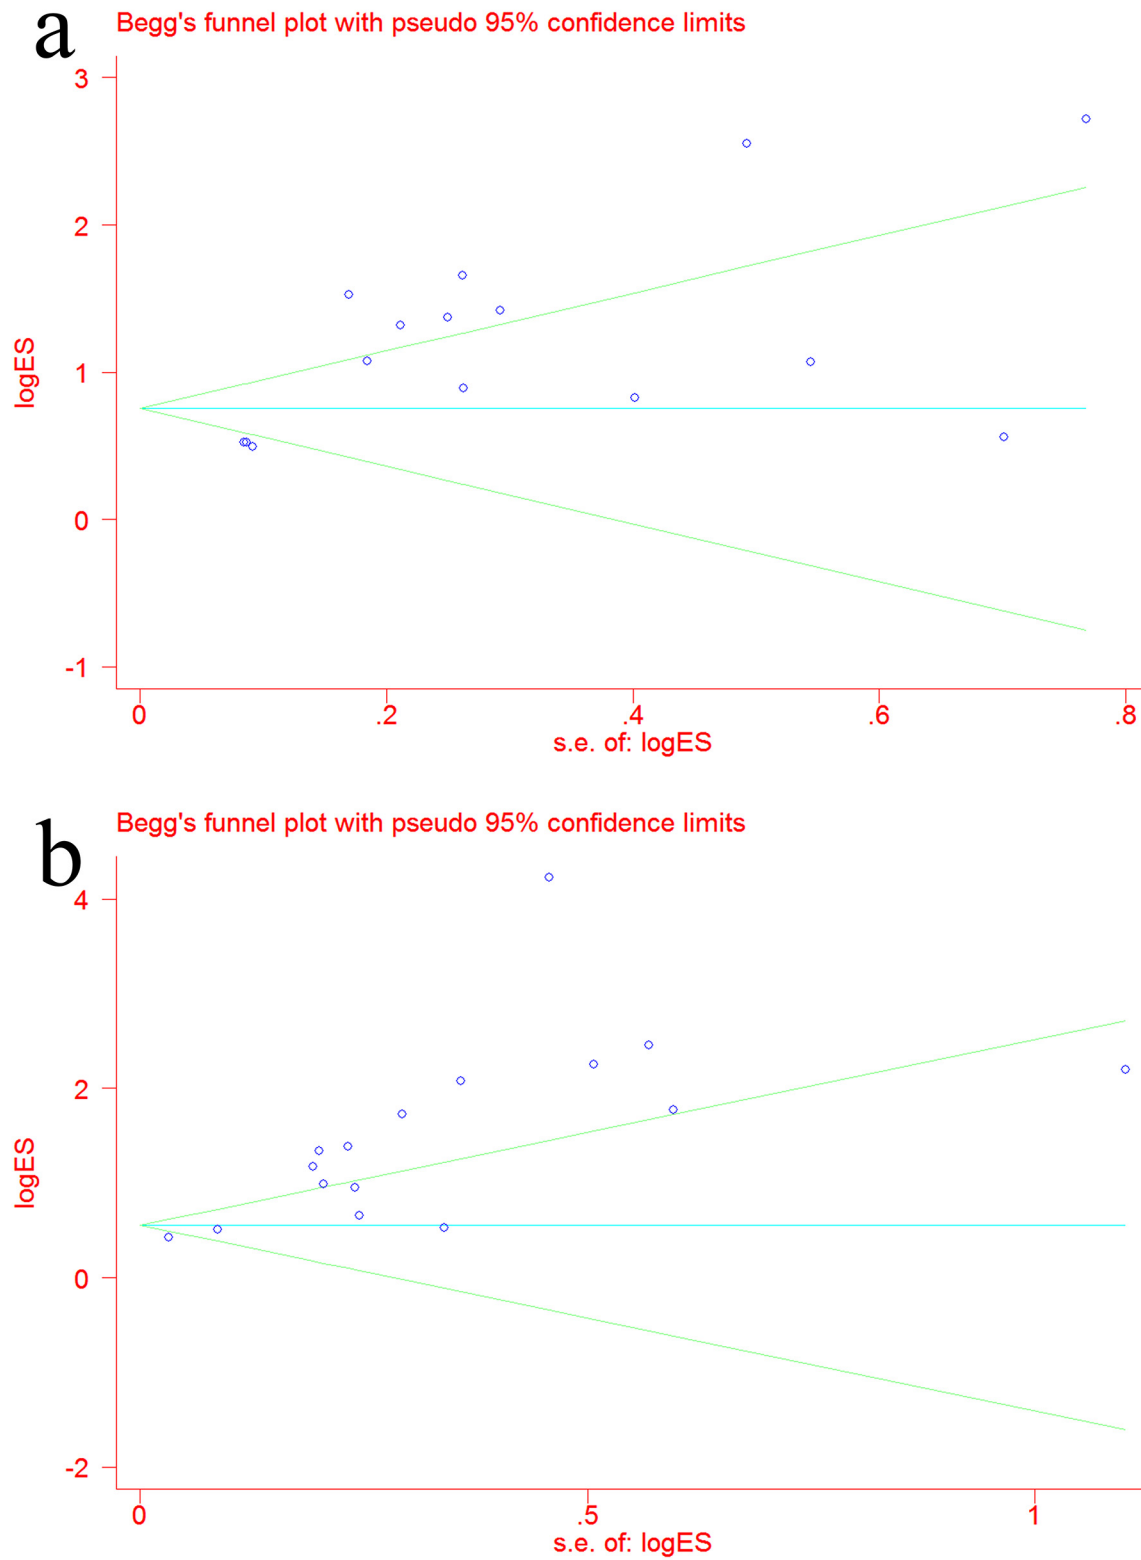 a
Begg's funnel plot with pseudo 95% confidence limits
3
2
1
0
-1
logES
0 .2 .4 .6 .8
s.e. of: logES
b
Begg's funnel plot with pseudo 95% confidence limits
4
2
0
-2
logES
0 .5 1
s.e. of: logES